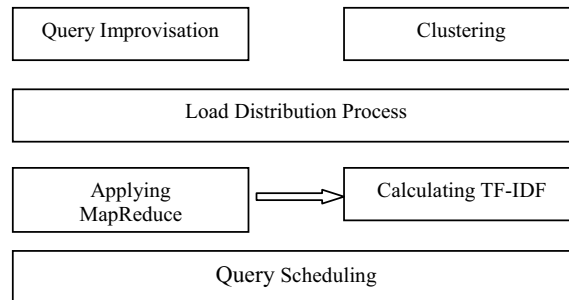 Query Improvisation
Clustering
Load Distribution Process
Applying
MapReduce
Calculating TF-IDF
Query Scheduling